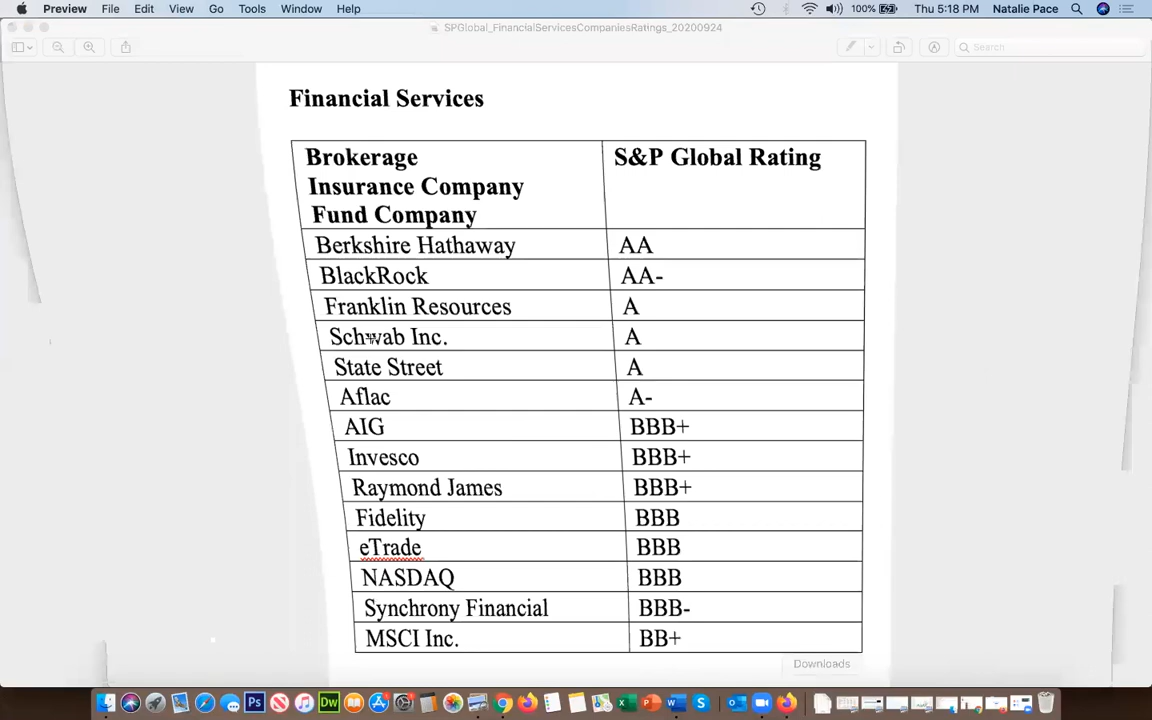 Preview File Edit View Go Tools Window Help 100% Thu 5:18 PM Natalie Pace
SPGlobal_FinancialServicesCompaniesRatings_20200924
Search
Financial Services
Brokerage S&P Global Rating
Insurance Company
Fund Company
Berkshire Hathaway AA
BlackRock AA-
Franklin Resources A
Schwab Inc. A
State Street A
Aflac A-
AIG BBB+
Invesco BBB+
Raymond James BBB+
Fidelity BBB
eTrade BBB
NASDAQ BBB
Synchrony Financial BBB-
MSCI Inc. BB+
Downloads
Ps Dw